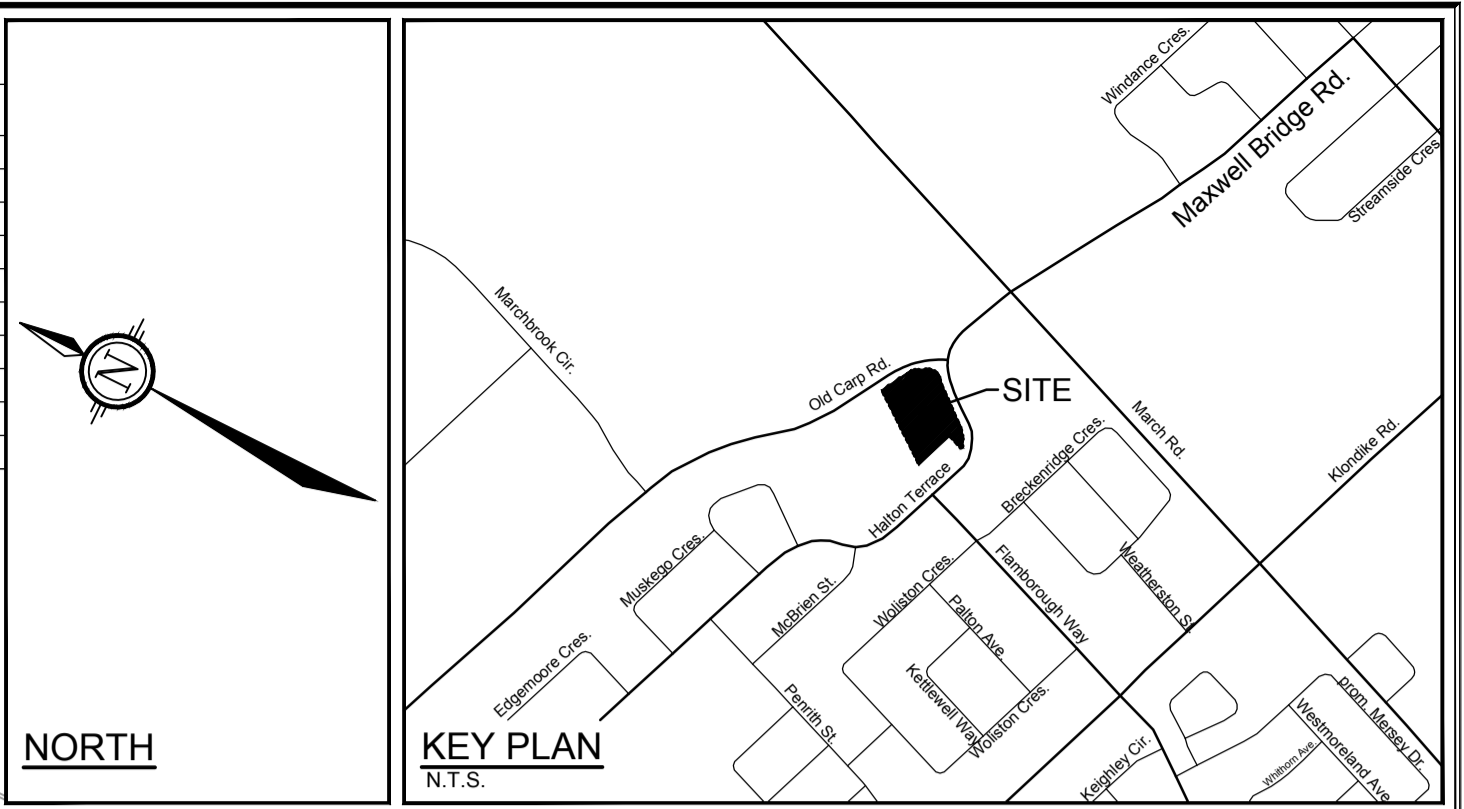 N
NORTH
KEY PLAN
N.T.S.
Windance Cres.
Maxwell Bridge Rd.
Streamside Cres.
Marchbrook Cir.
Old Carp Rd.
SITE
March Rd.
Klondike Rd.
Breckenridge Cres.
Halton Terrace
Muskego Cres.
McBrien St.
Woliston Cres.
Flamborough Way
Weatherston St.
Palton Ave.
Edgemoore Cres.
Kettlewell Way
Woliston Cres.
Penrith St.
prom. Mersey Dr.
Westmoreland Ave
Whithorn Ave.
Keighley Cir.